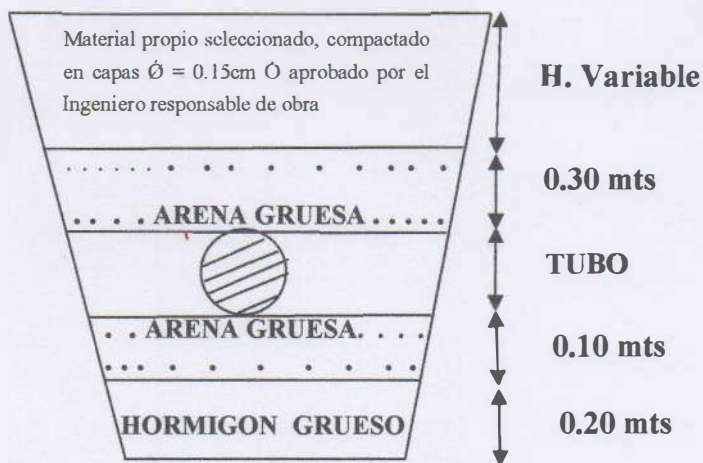 Material propio seleccionado, compactado
en capas Ǿ = 0.15cm Ó aprobado por el
Ingeniero responsable de obra
H. Variable
0.30 mts
ARENA GRUESA
TUBO
ARENA GRUESA
0.10 mts
HORMIGON GRUESO
0.20 mts